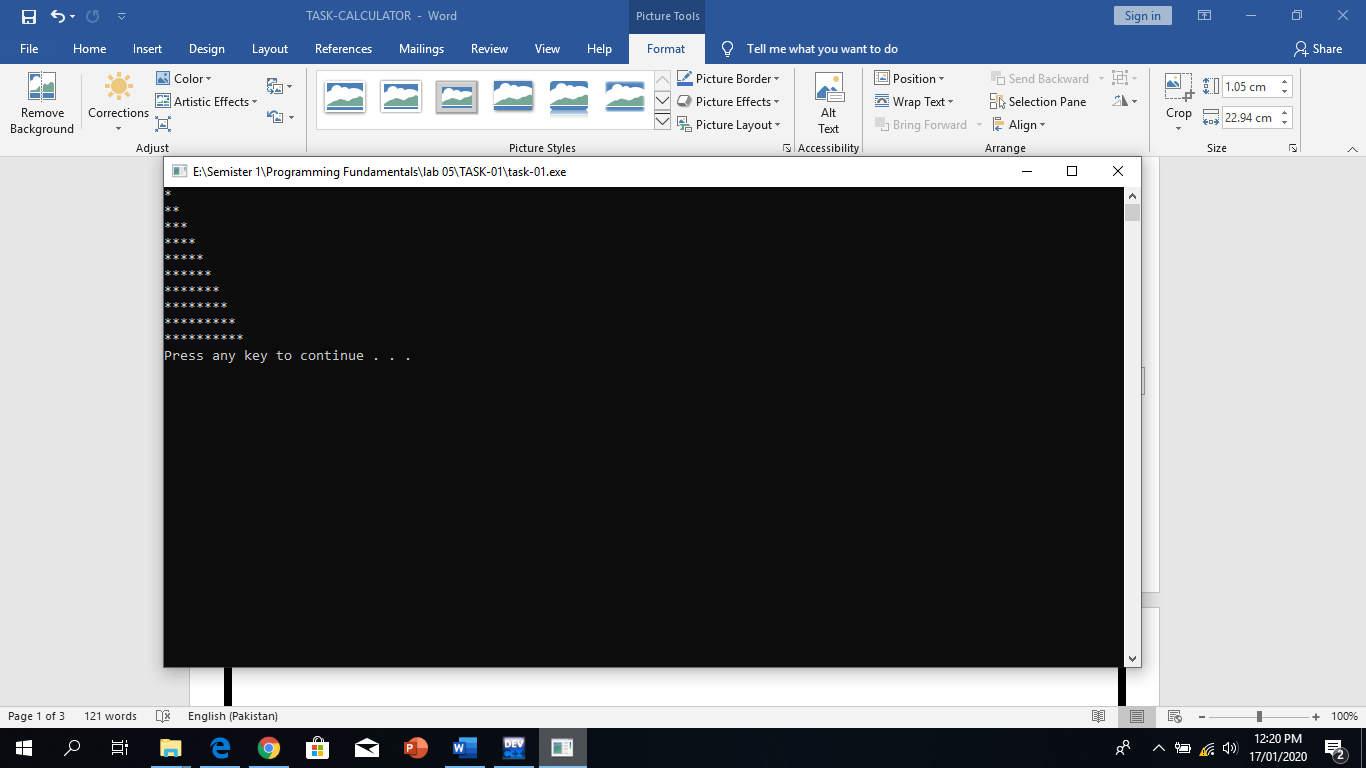 TASK-CALCULATOR - Word
Picture Tools
Sign in
File Home Insert Design Layout References Mailings Review View Help Format Tell me what you want to do Share
Remove Background
Corrections
Color
Artistic Effects
Adjust
Picture Styles
Picture Border
Picture Effects
Picture Layout
Alt Text
Accessibility
Position
Wrap Text
Bring Forward
Send Backward
Selection Pane
Align
Arrange
Crop
1.05 cm
22.94 cm
Size
E:\Semister 1\Programming Fundamentals\lab 05\TASK-01\task-01.exe
*
**
***
****
*****
******
*******
********
*********
**********
Press any key to continue . . .
Page 1 of 3 121 words English (Pakistan) 100%
DEV
12:20 PM
17/01/2020
2